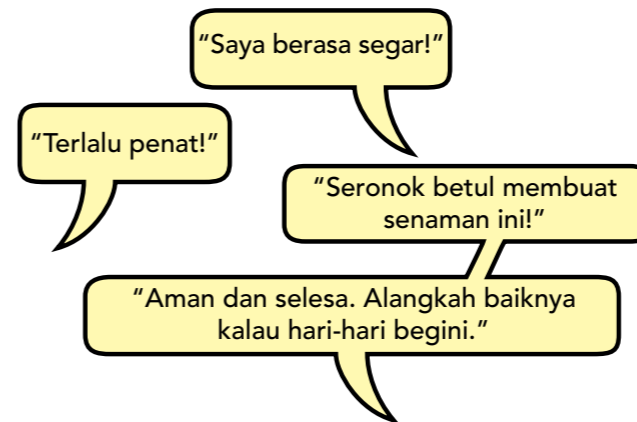 "Saya berasa segar!"
"Terlalu penat!"
"Seronok betul membuat
senaman ini!"
"Aman dan selesa. Alangkah baiknya
kalau hari-hari begini."